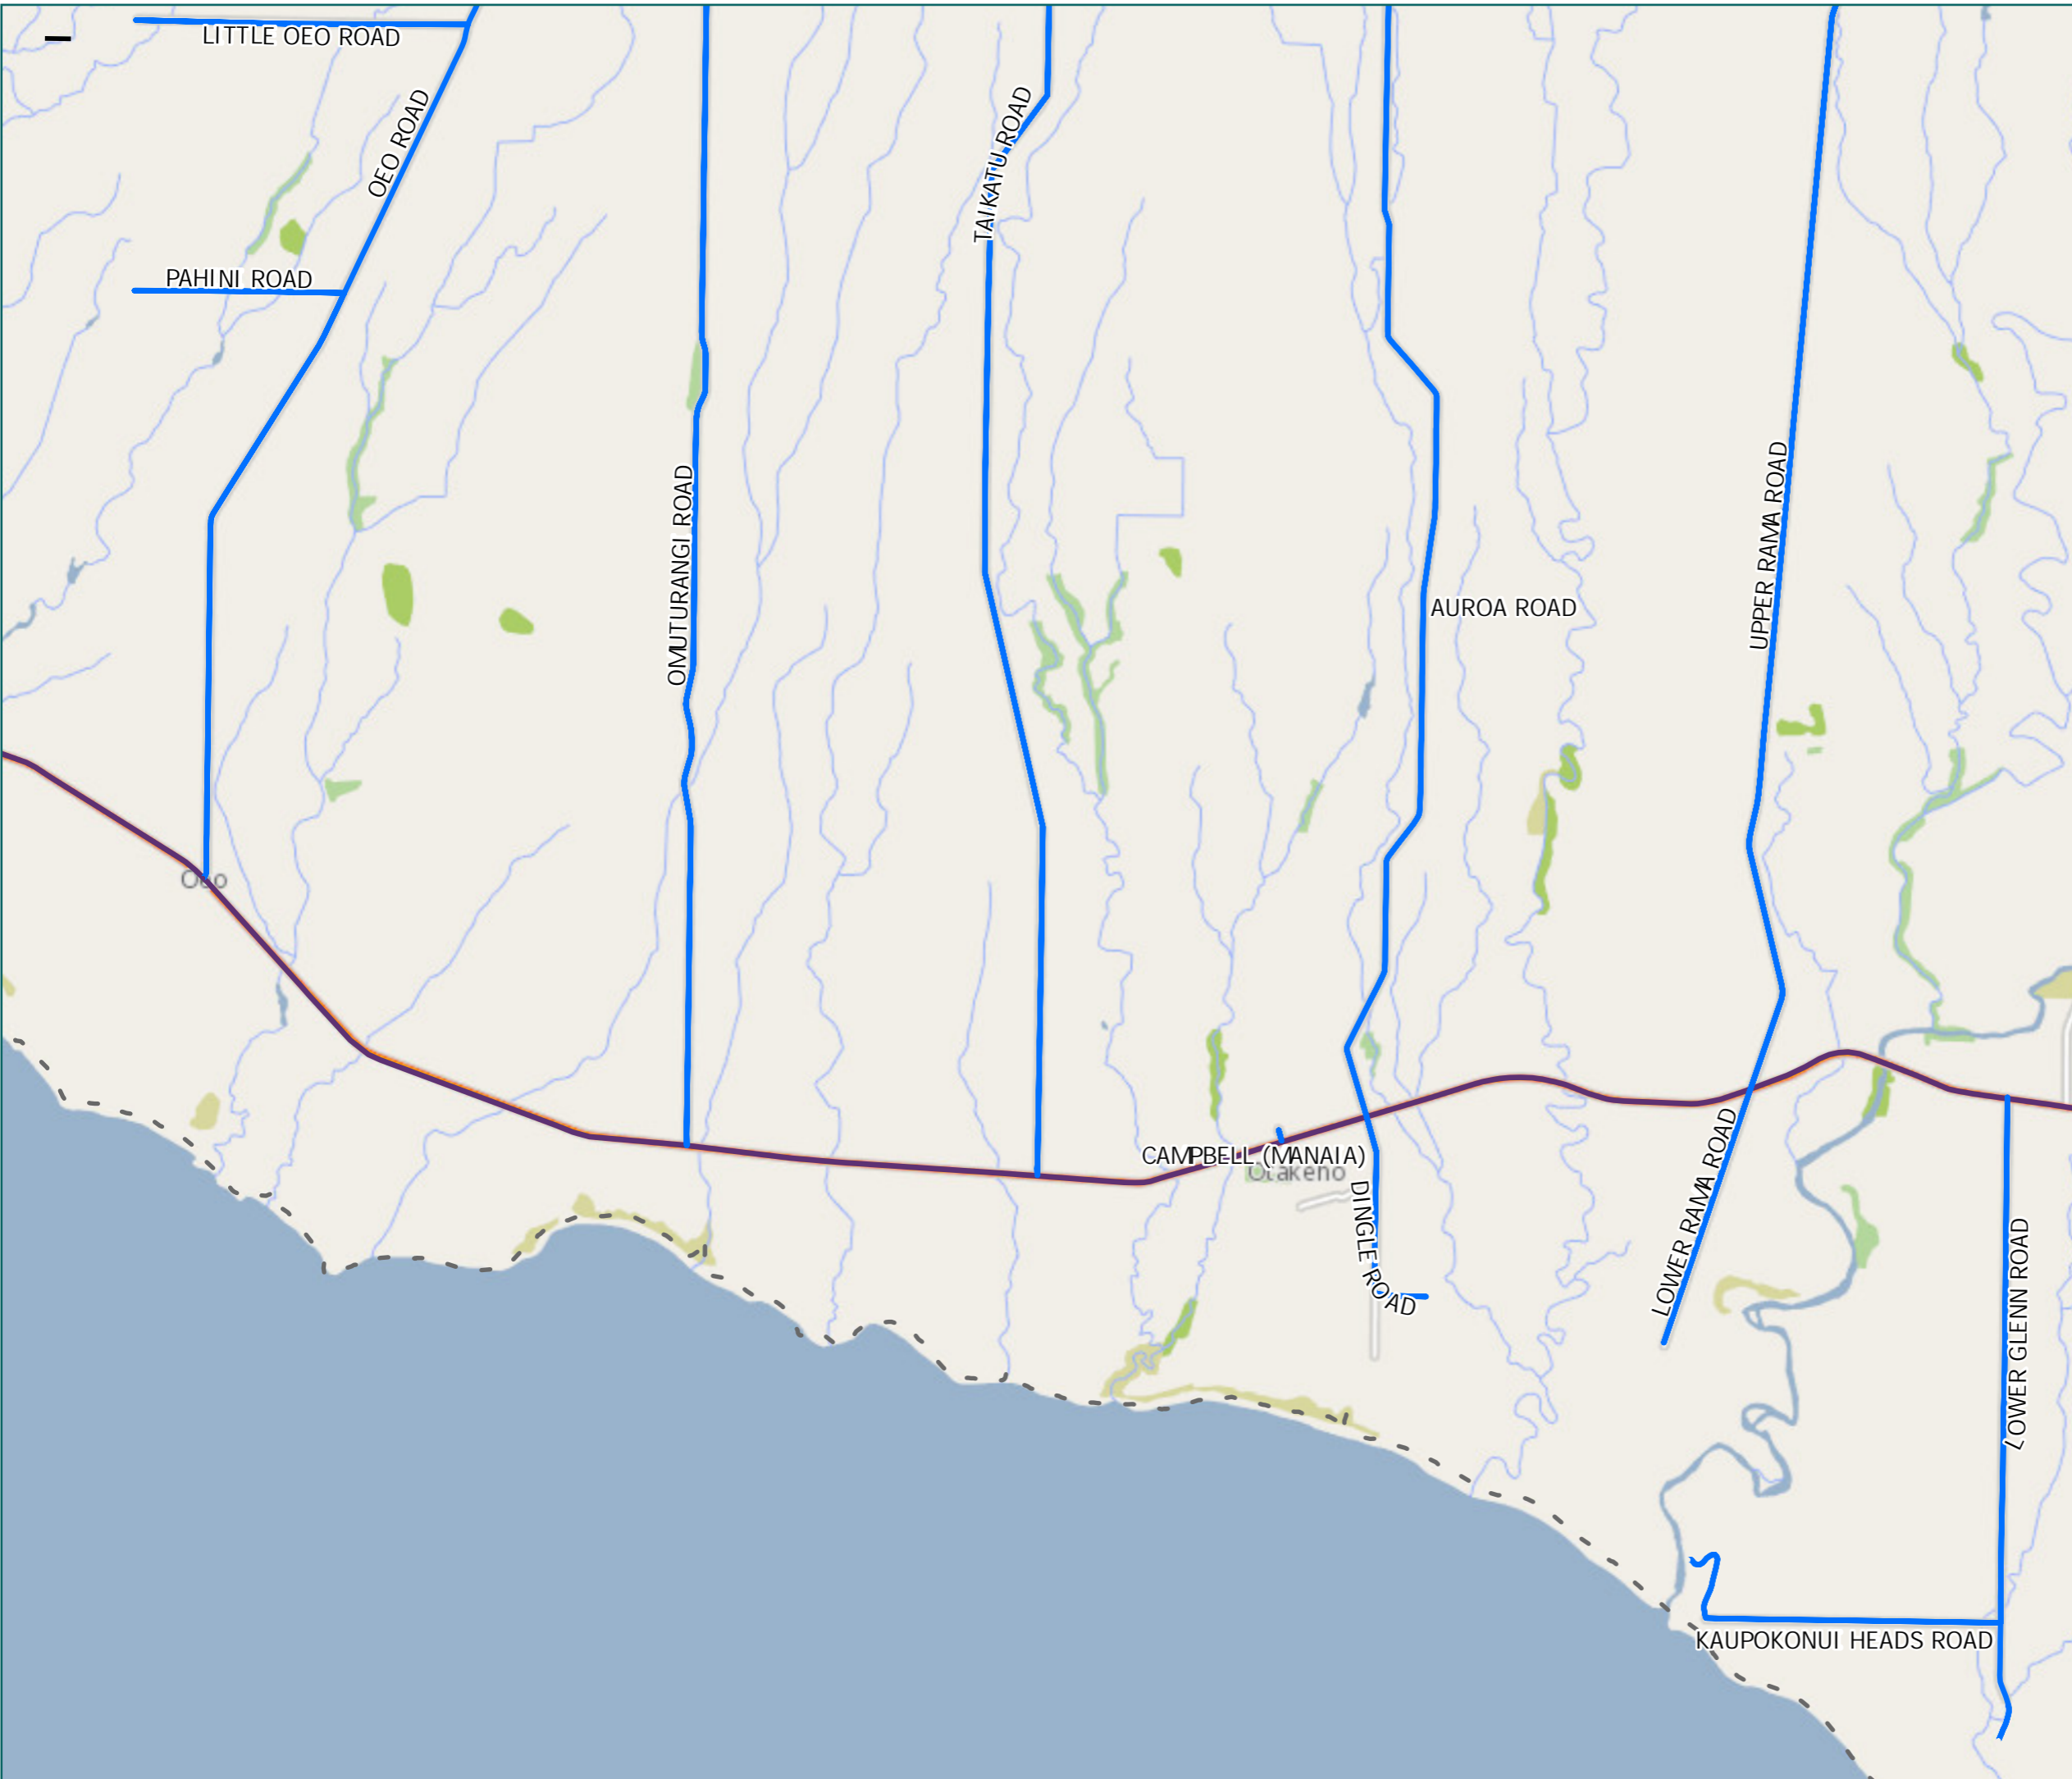 LITTLE OEO ROAD
OEO ROAD
TAIKATU ROAD
PAHINI ROAD
OMUTURANGI ROAD
UPPER RAMA ROAD
AUROA ROAD
Oeo
CAMPBELL (MANAIA)
Otakeho
LOWER RAMA ROAD
DINGLE ROAD
LOWER GLENN ROAD
KAUPOKONUI HEADS ROAD